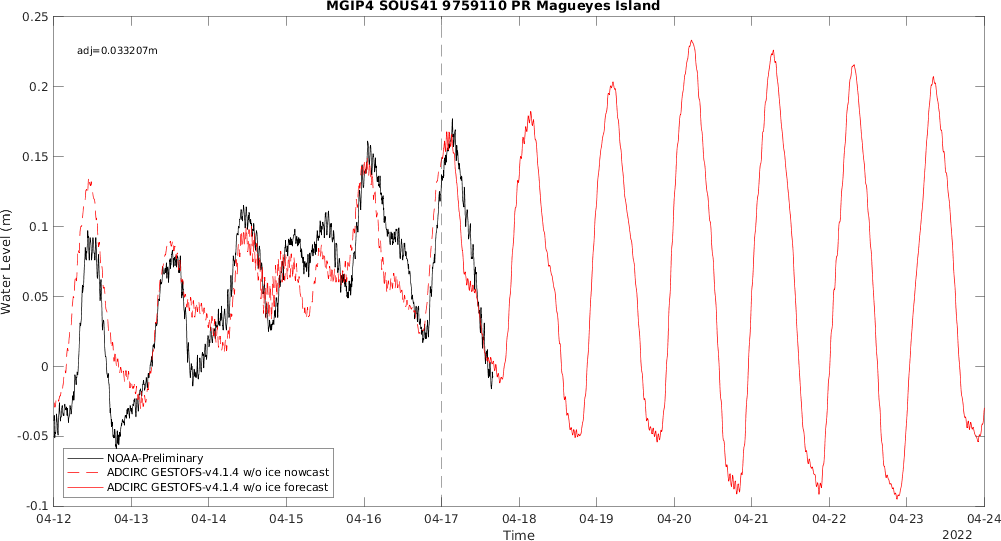 MGIP4 SOUS41 9759110 PR Magueyes Island
adj=0.033207m
0.25
0.2
0.15
0.1
0.05
0
-0.05
-0.1
Water Level (m)
NOAA-Preliminary
ADCIRC GESTOFS-v4.1.4 w/o ice nowcast
ADCIRC GESTOFS-v4.1.4 w/o ice forecast
04-12 04-13 04-14 04-15 04-16 04-17 04-18 04-19 04-20 04-21 04-22 04-23 04-24
Time
2022